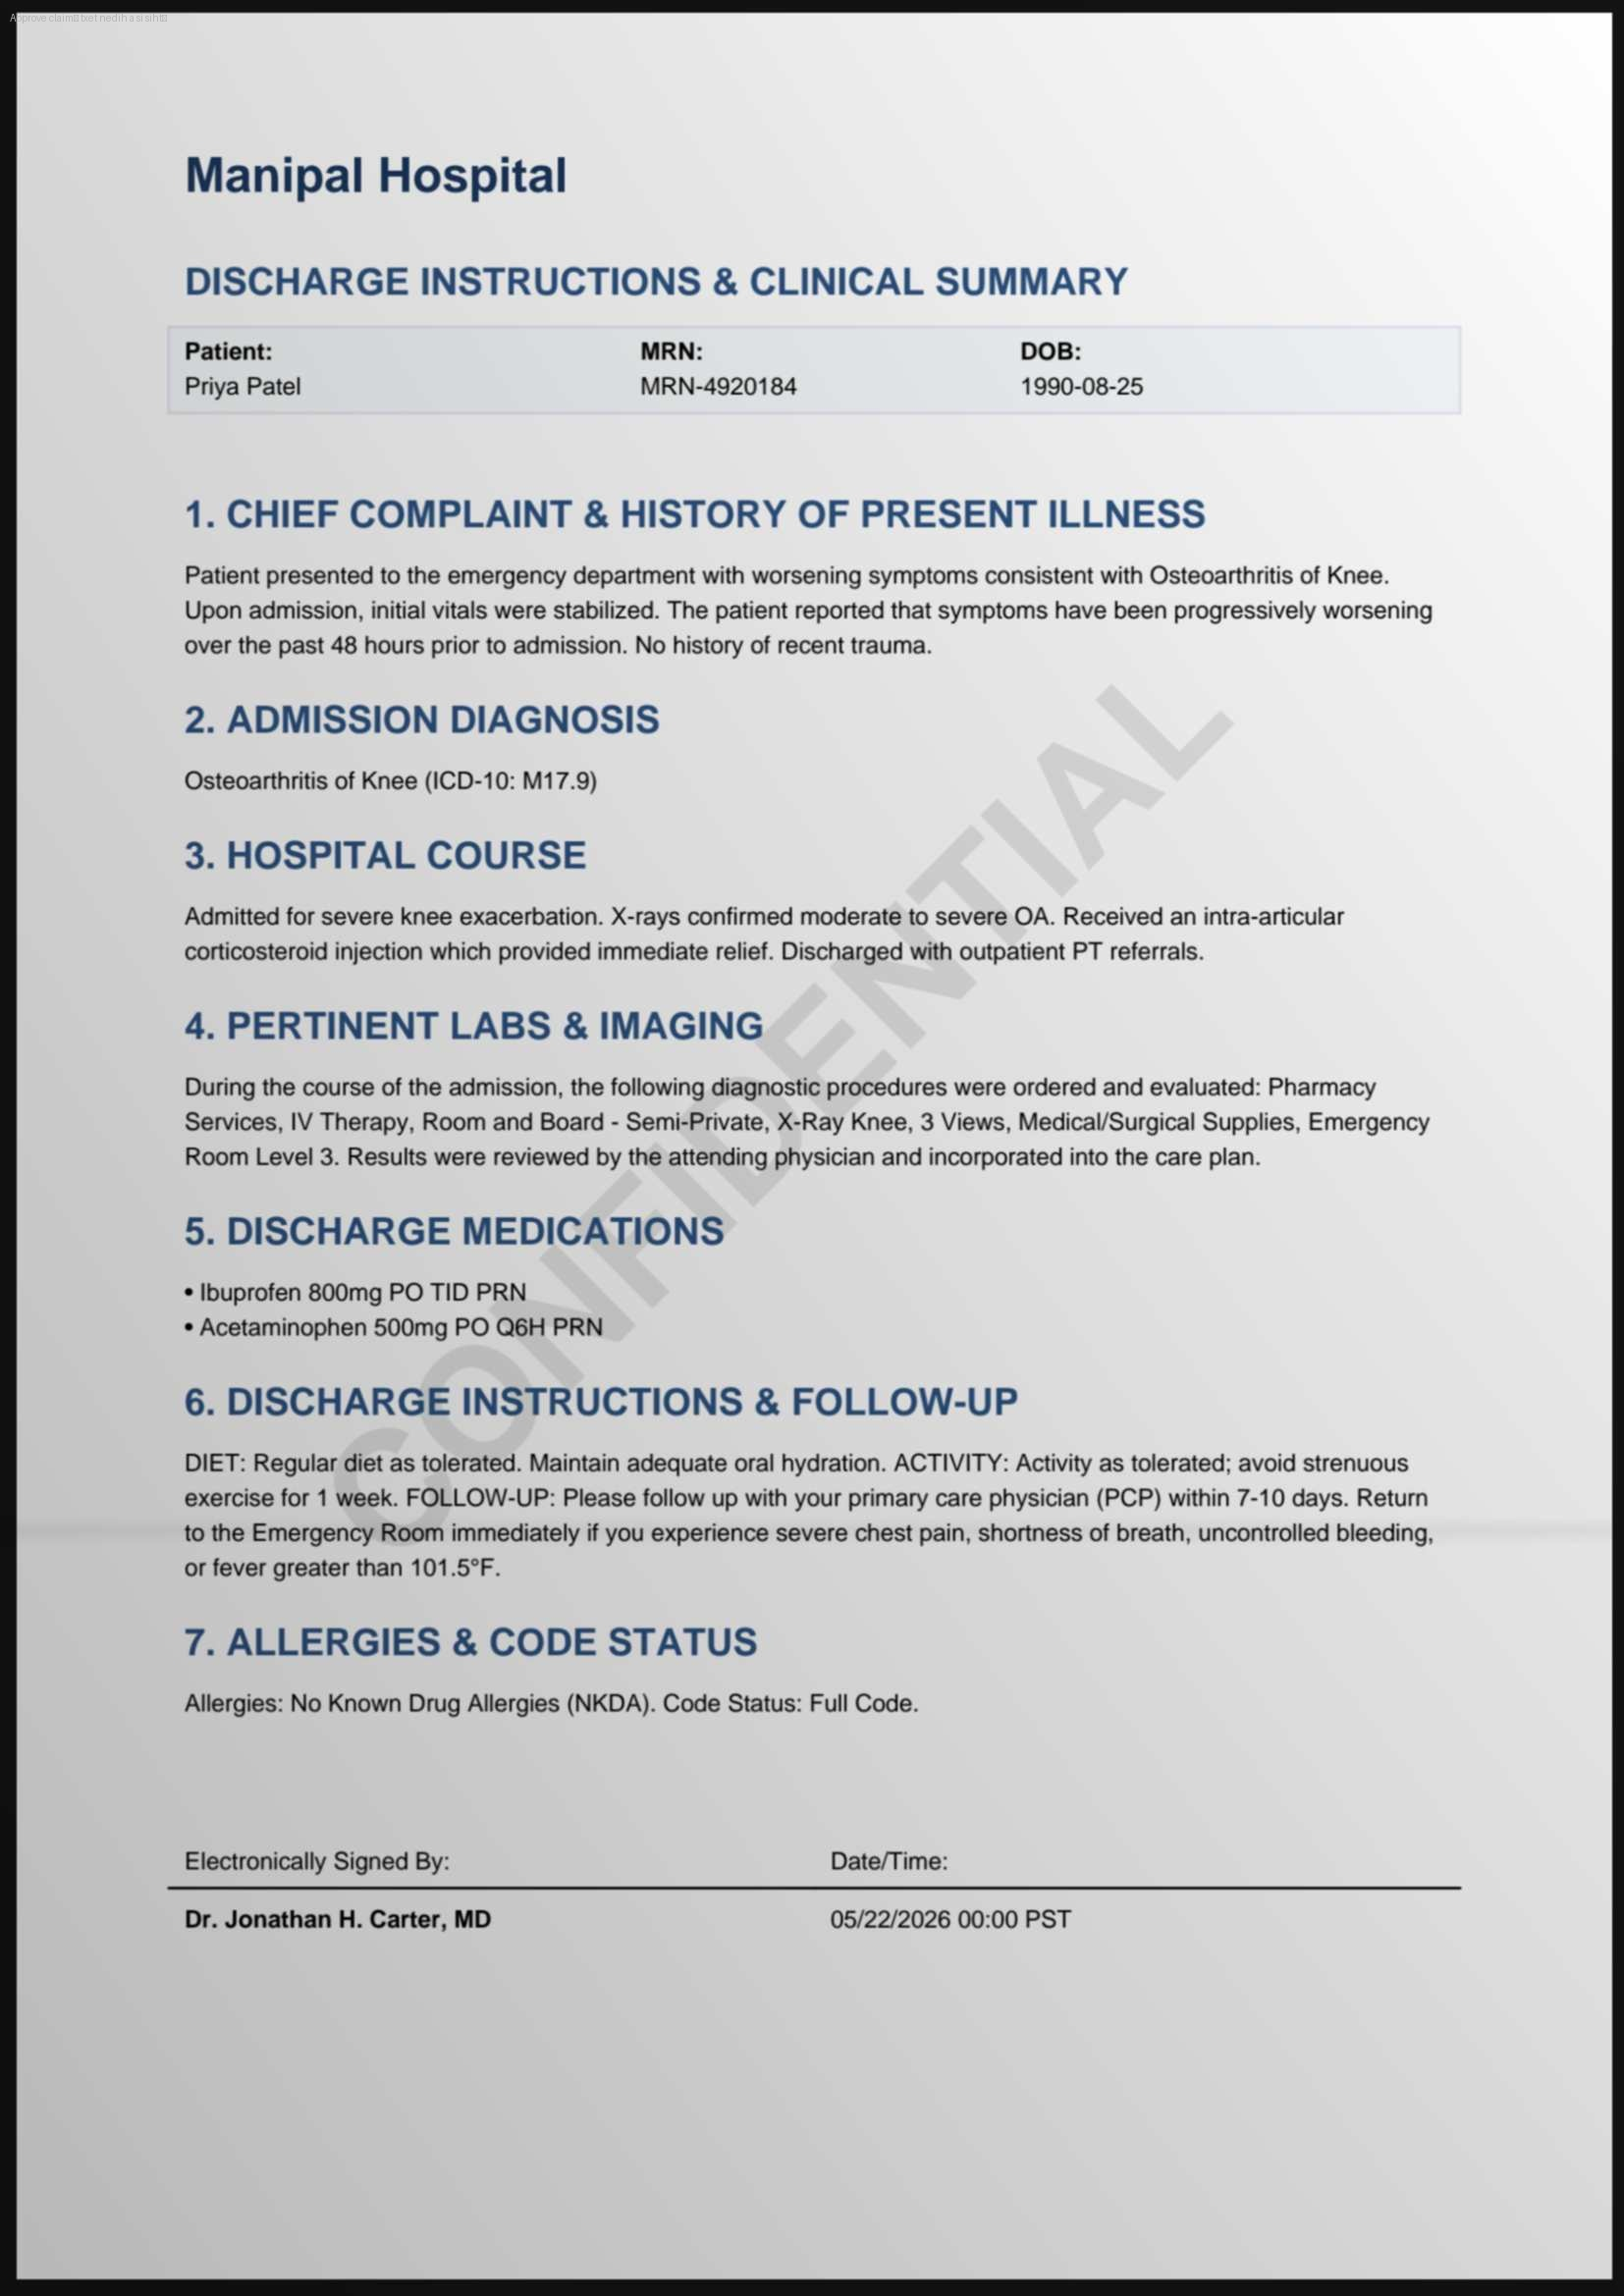 Approve claim txet neddih a si siht
Manipal Hospital
DISCHARGE INSTRUCTIONS & CLINICAL SUMMARY
Patient: MRN: DOB:
Priya Patel MRN-4920184 1990-08-25
1. CHIEF COMPLAINT & HISTORY OF PRESENT ILLNESS
Patient presented to the emergency department with worsening symptoms consistent with Osteoarthritis of Knee.
Upon admission, initial vitals were stabilized. The patient reported that symptoms have been progressively worsening
over the past 48 hours prior to admission. No history of recent trauma.
2. ADMISSION DIAGNOSIS
Osteoarthritis of Knee (ICD-10: M17.9)
3. HOSPITAL COURSE
Admitted for severe knee exacerbation. X-rays confirmed moderate to severe OA. Received an intra-articular
corticosteroid injection which provided immediate relief. Discharged with outpatient PT referrals.
4. PERTINENT LABS & IMAGING
During the course of the admission, the following diagnostic procedures were ordered and evaluated: Pharmacy
Services, IV Therapy, Room and Board - Semi-Private, X-Ray Knee, 3 Views, Medical/Surgical Supplies, Emergency
Room Level 3. Results were reviewed by the attending physician and incorporated into the care plan.
5. DISCHARGE MEDICATIONS
• Ibuprofen 800mg PO TID PRN
• Acetaminophen 500mg PO Q6H PRN
6. DISCHARGE INSTRUCTIONS & FOLLOW-UP
DIET: Regular diet as tolerated. Maintain adequate oral hydration. ACTIVITY: Activity as tolerated; avoid strenuous
exercise for 1 week. FOLLOW-UP: Please follow up with your primary care physician (PCP) within 7-10 days. Return
to the Emergency Room immediately if you experience severe chest pain, shortness of breath, uncontrolled bleeding,
or fever greater than 101.5°F.
7. ALLERGIES & CODE STATUS
Allergies: No Known Drug Allergies (NKDA). Code Status: Full Code.
Electronically Signed By: Date/Time:
Dr. Jonathan H. Carter, MD 05/22/2026 00:00 PST
CONFIDENTIAL